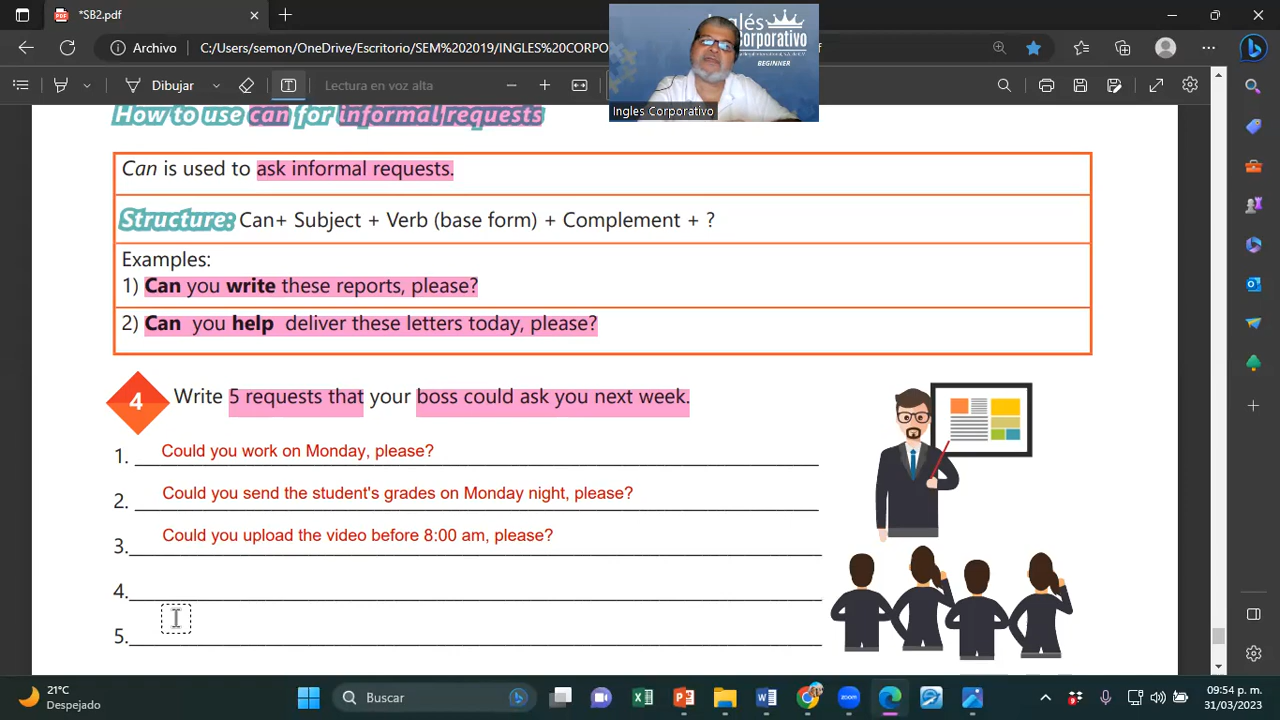 *SB2.pdf
Archivo C:/Users/semon/OneDrive/Escritorio/SEM%202019/INGLES%20CORPO
Dibujar Lectura en voz alta
Inglés
corporativo
BEGINNER
Ingles Corporativo
How to use can for informal requests
Can is used to ask informal requests.
Structure: Can+ Subject + Verb (base form) + Complement + ?
Examples:
1) Can you write these reports, please?
2) Can you help deliver these letters today, please?
4 Write 5 requests that your boss could ask you next week.
1. Could you work on Monday, please?
2. Could you send the student's grades on Monday night, please?
3. Could you upload the video before 8:00 am, please?
4.
5.
21°C
Despejado
Buscar
09:54 p. m.
31/03/2023